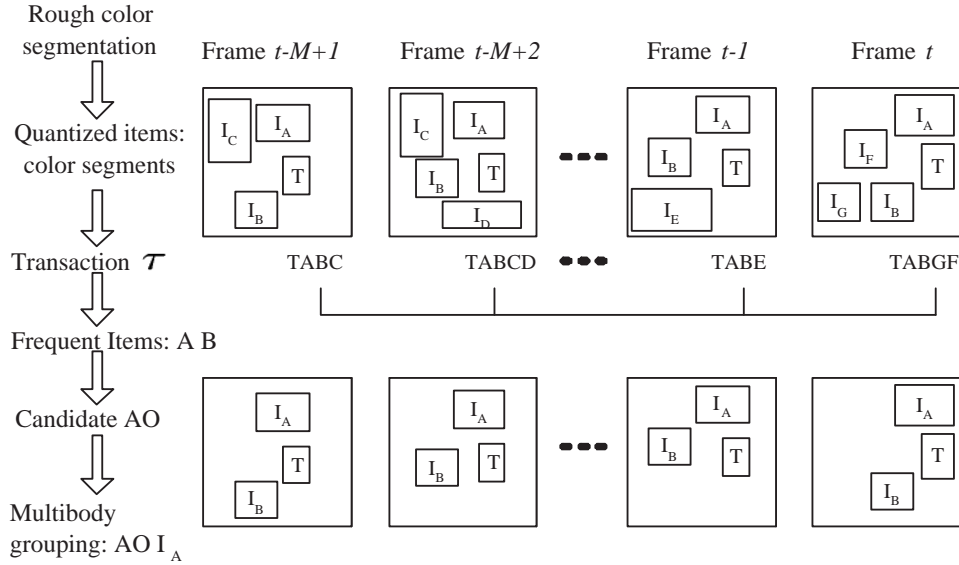 Rough color
segmentation
Quantized items:
color segments
Transaction τ
Frequent Items: A B
Candidate AO
Multibody
grouping: AO I_A
Frame t-M+1
Frame t-M+2
Frame t-1
Frame t
I_C
I_A
T
I_B
I_C
I_A
I_B
T
I_D
I_A
I_B
T
I_E
I_A
I_F
T
I_G
I_B
TABC
TABCD
TABE
TABGF
I_A
T
I_B
I_A
I_B
T
I_A
I_B
T
I_A
T
I_B